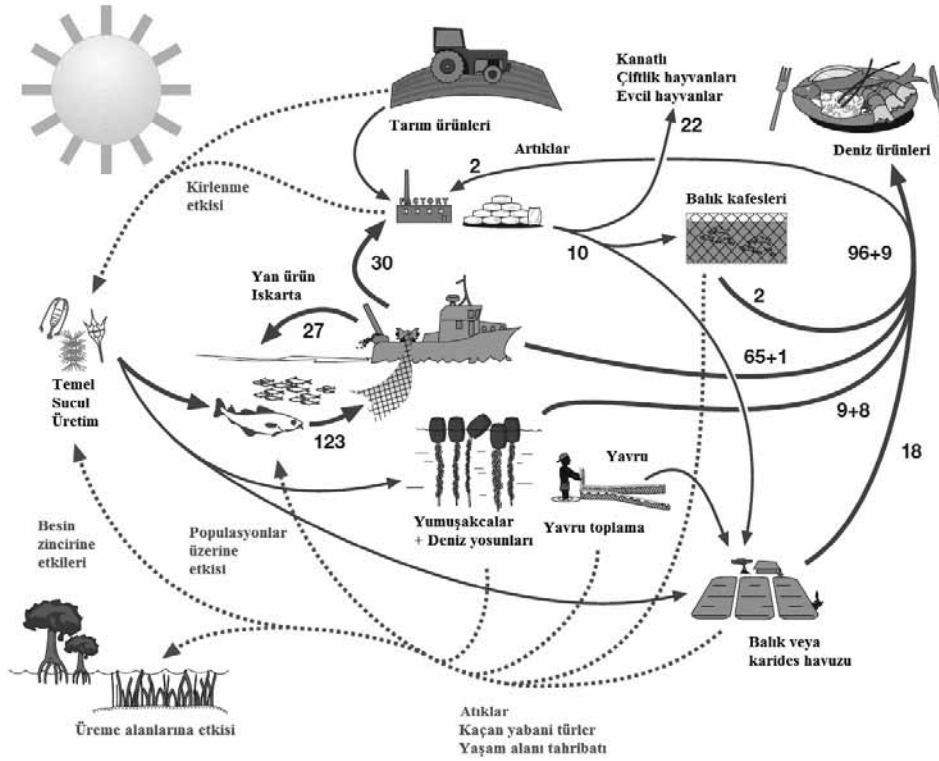 Kanatlı
Çiftlik hayvanları
Evcil hayvanlar
22
Tarım ürünleri
Deniz ürünleri
Artıklar
2
Kirlenme
etkisi
FACTORY
Balık kafesleri
30
10
96+9
Yan ürün
Iskarta
27
2
65+1
Temel
Sucul
Üretim
123
9+8
18
Yavru
Yumuşakcalar
+ Deniz yosunları
Yavru toplama
Besin
zincirine
etkileri
Populasyonlar
üzerine
etkisi
Balık veya
karides havuzu
Üreme alanlarına etkisi
Atıklar
Kaçan yabani türler
Yaşam alanı tahribatı